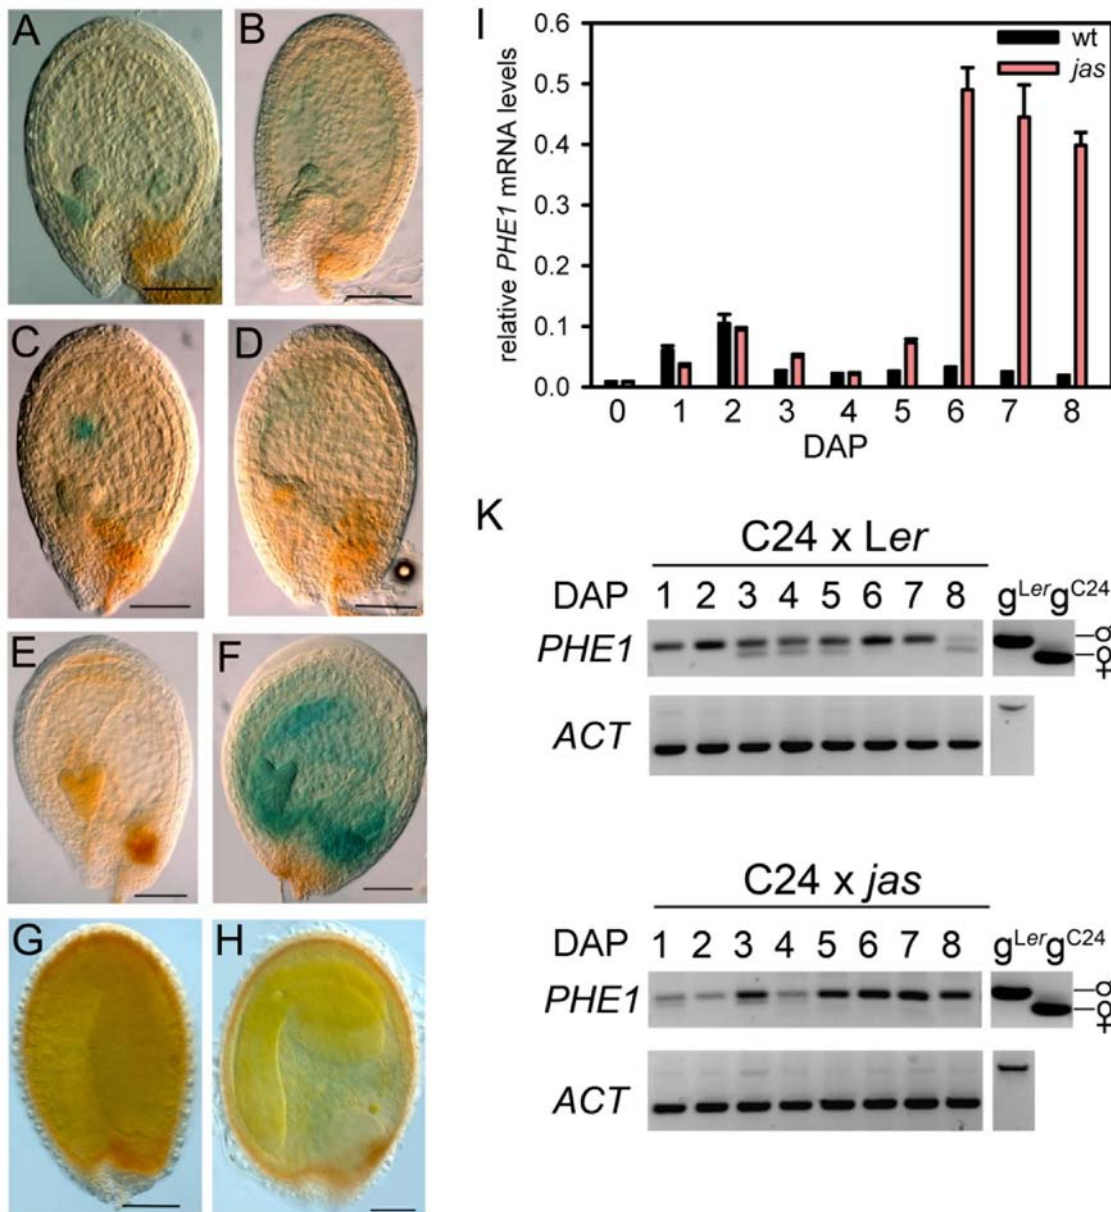 A
B
C
D
E
F
G
H
I
relative PHE1 mRNA levels
0.6
0.5
0.4
0.3
0.2
0.1
0.0
wt
jas
0 1 2 3 4 5 6 7 8
DAP
K
C24 x Ler
DAP 1 2 3 4 5 6 7 8 gLer gC24
PHE1 ♂
♀
ACT
C24 x jas
DAP 1 2 3 4 5 6 7 8 gLer gC24
PHE1 ♂
♀
ACT